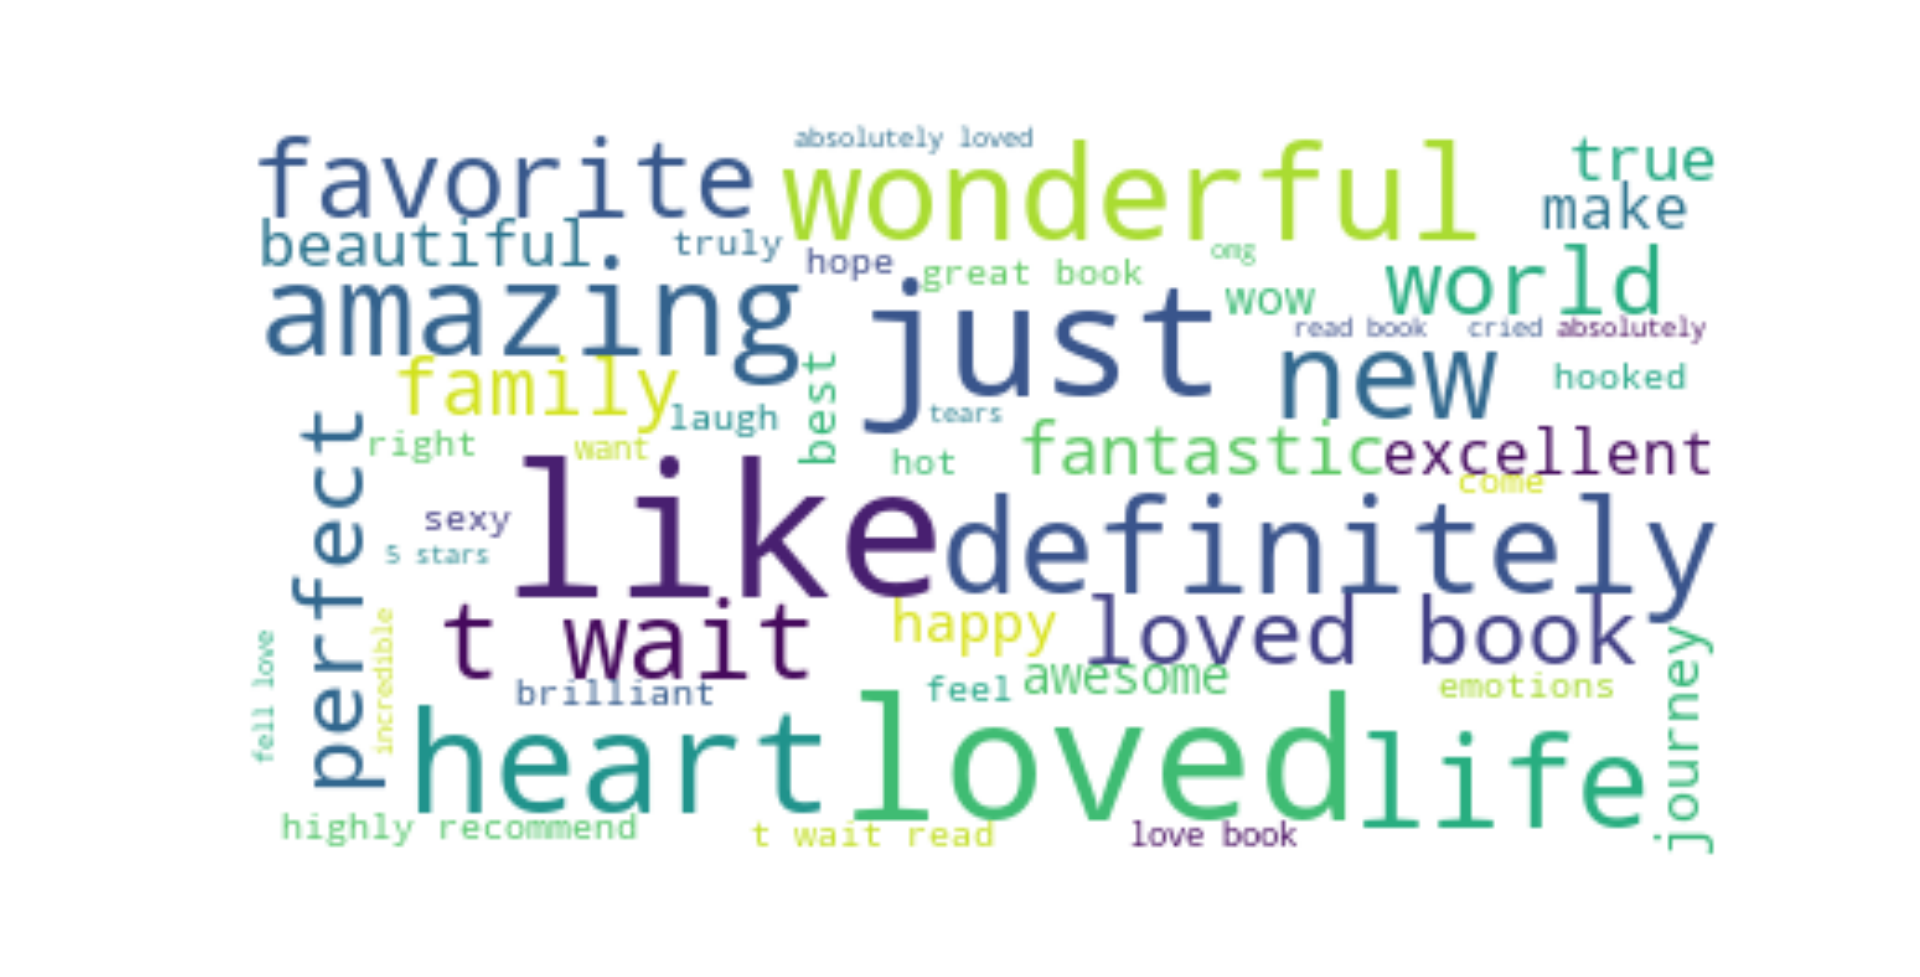 absolutely loved
favorite
wonderful
true
make
beautiful
truly
hope
great book
omg
wow
world
amazing
just
read book
cried
absolutely
new
hooked
family
laugh
best
tears
right
want
hot
fantastic
excellent
come
perfect
sexy
like
definitely
5 stars
t wait
happy
loved book
fell love
incredible
brilliant
feel
awesome
emotions
journey
heart
loved
life
highly recommend
t wait read
love book